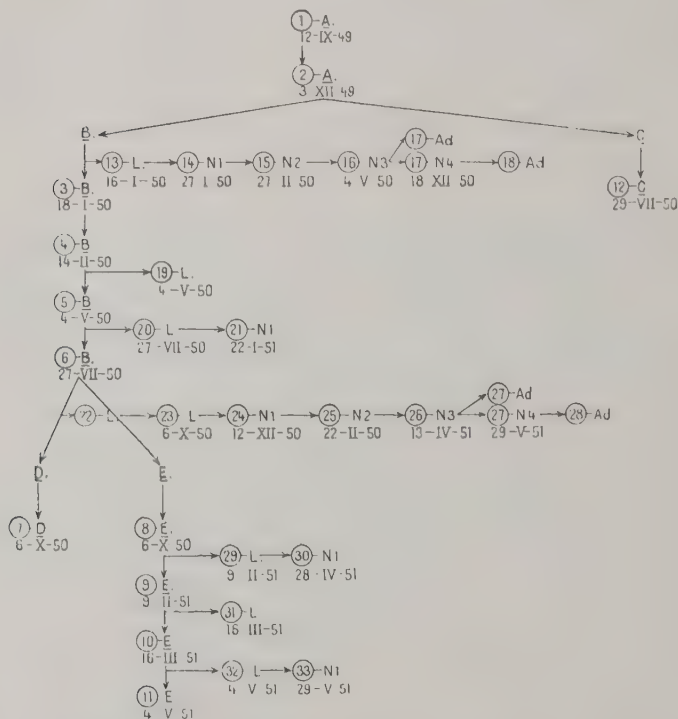 1 A.
12-IX-49
2 A.
3 XII 49
B. C.
13 L. 14 N1 15 N2 16 N3 17 Ad 17 N4 18 Ad
16-I-50 27 I 50 27 II 50 4 V 50 18 XII 50
3 B. 12 C
18-I-50 29-VII-50
4 B
14-II-50
19 L.
4-V-50
5 B
4-V-50
20 L 21 N1
27-VII-50 22-I-51
6 B.
27-VII-50
27 Ad
22 L. 23 L 24 N1 25 N2 26 N3 27 N4 28 Ad
6-X-50 12-XII-50 22-II-50 13-IV-51 29-V-51
D. E.
7 D 8 E.
6-X-50 6-X 50
29 L. 30 N1
9 II-51 28-IV-51
9 E.
9 II-51
31 L
16 III-51
10 E
16-III 51
32 L 33 N1
4 V 51 29-V 51
11 E
4 V 51